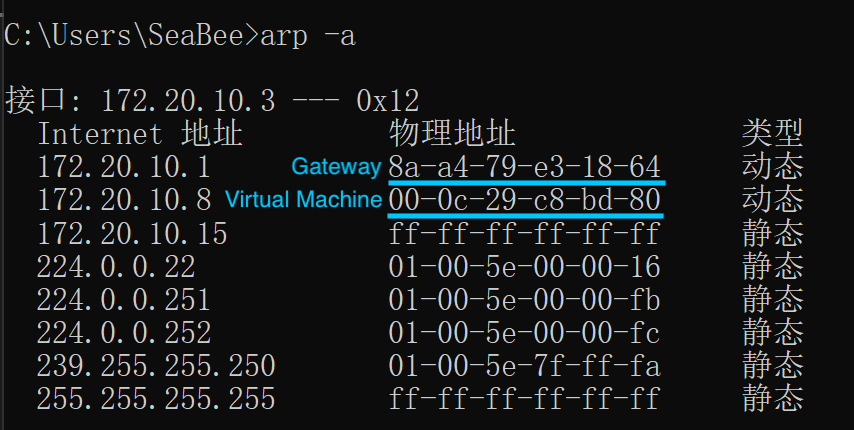 C:\Users\SeaBee>arp -a
接口: 172.20.10.3 --- 0x12
Internet 地址 物理地址 类型
172.20.10.1 Gateway 8a-a4-79-e3-18-64 动态
172.20.10.8 Virtual Machine 00-0c-29-c8-bd-80 动态
172.20.10.15 ff-ff-ff-ff-ff-ff 静态
224.0.0.22 01-00-5e-00-00-16 静态
224.0.0.251 01-00-5e-00-00-fb 静态
224.0.0.252 01-00-5e-00-00-fc 静态
239.255.255.250 01-00-5e-7f-ff-fa 静态
255.255.255.255 ff-ff-ff-ff-ff-ff 静态